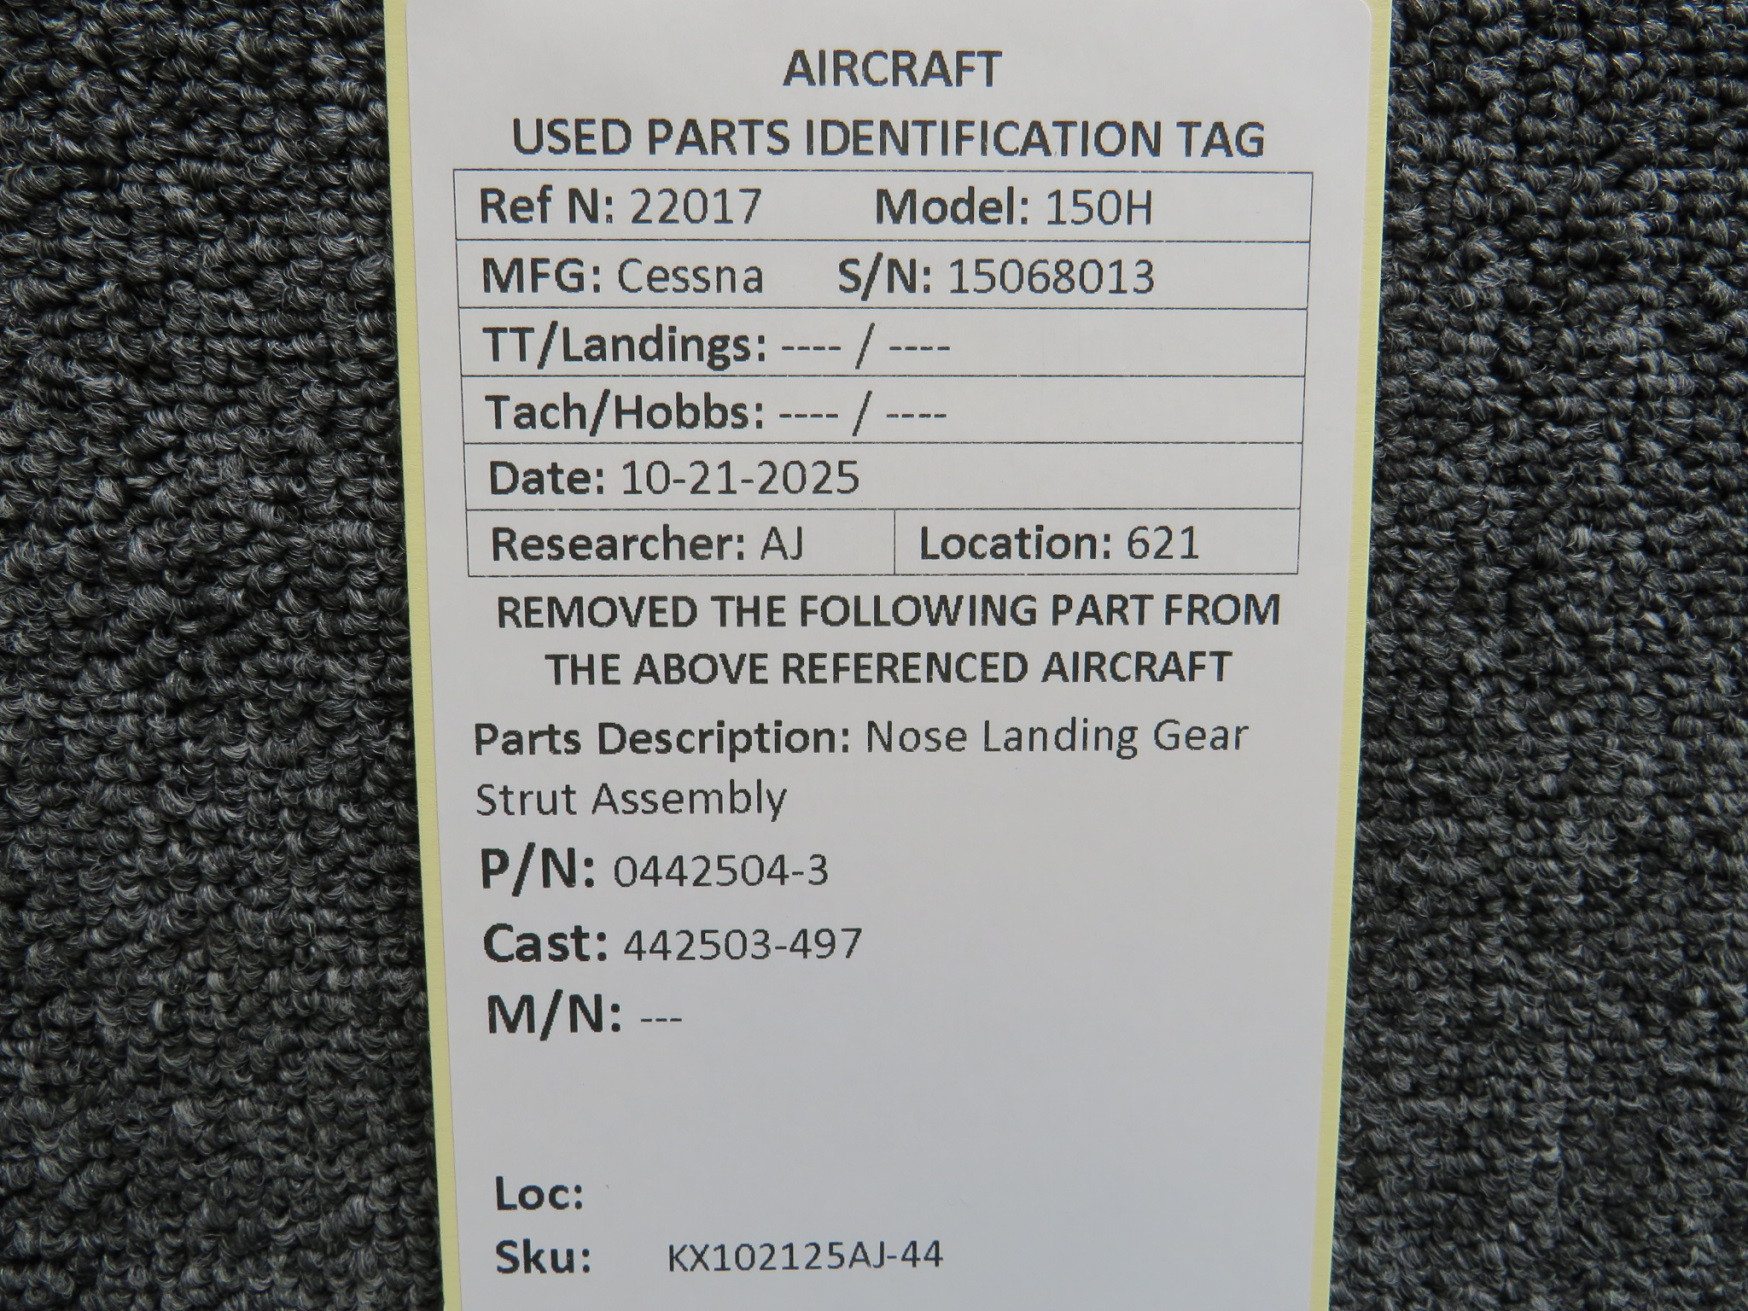 AIRCRAFT
USED PARTS IDENTIFICATION TAG
Ref N: 22017 Model: 150H
MFG: Cessna S/N: 15068013
TT/Landings: ---- / ----
Tach/Hobbs: ---- / ----
Date: 10-21-2025
Researcher: AJ Location: 621
REMOVED THE FOLLOWING PART FROM
THE ABOVE REFERENCED AIRCRAFT
Parts Description: Nose Landing Gear
Strut Assembly
P/N: 0442504-3
Cast: 442503-497
M/N: ---
Loc:
Sku: KX102125AJ-44